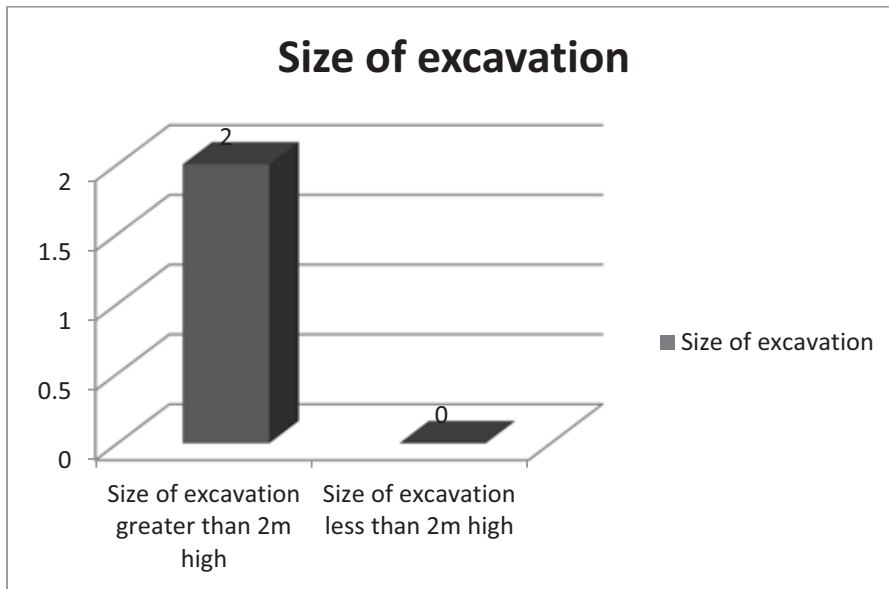 Size of excavation
2
2
1.5
1
0.5
0
0
Size of excavation
greater than 2m
high
Size of excavation
less than 2m high
Size of excavation